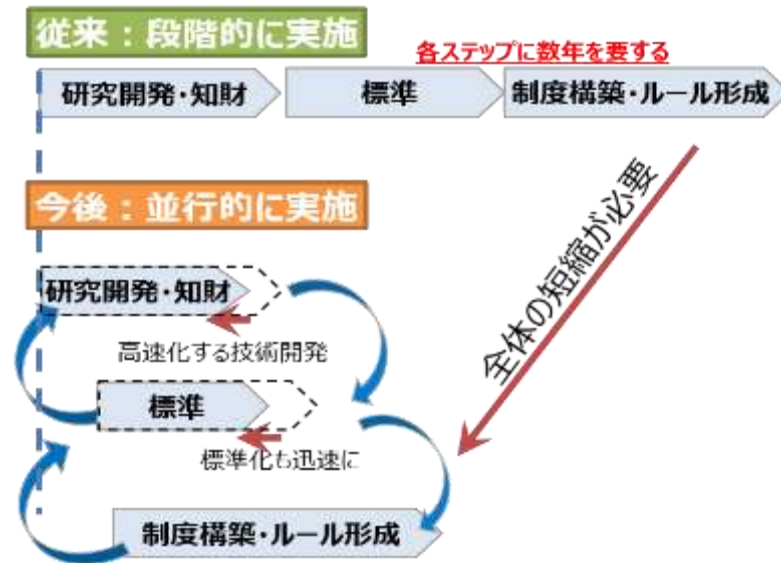 従来：段階的に実施
各ステップに数年を要する
研究開発・知財
標準
制度構築・ルール形成
今後：並行的に実施
全体の短縮が必要
研究開発・知財
高速化する技術開発
標準
標準化も迅速に
制度構築・ルール形成